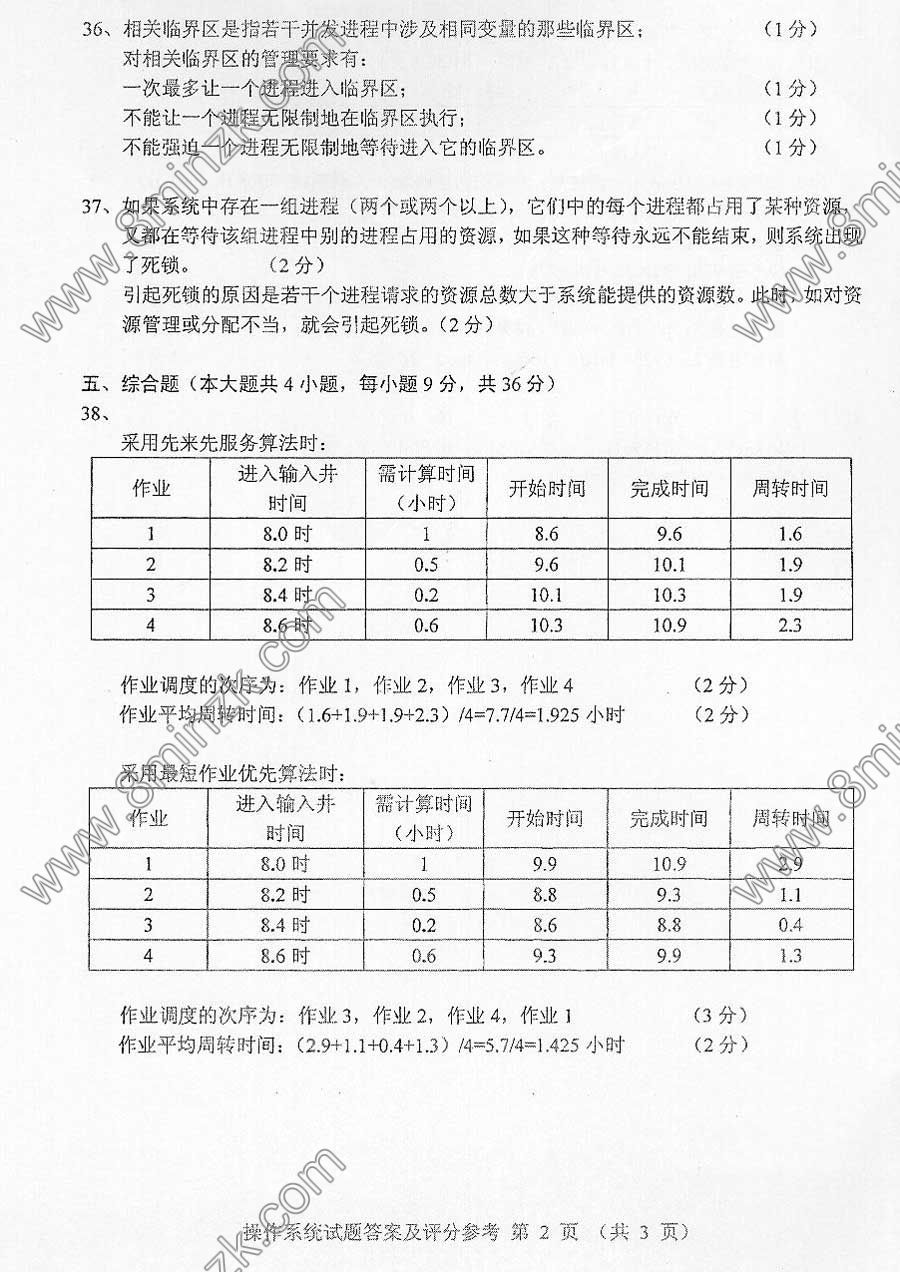 36、相关临界区是指若干并发进程中涉及相同变量的那些临界区； （1 分）
对相关临界区的管理要求有：
一次最多让一个进程进入临界区； （1 分）
不能让一个进程无限制地在临界区执行； （1 分）
不能强迫一个进程无限制地等待进入它的临界区。 （1 分）
37、如果系统中存在一组进程（两个或两个以上），它们中的每个进程都占用了某种资源，
又都在等待该组进程中别的进程占用的资源，如果这种等待永远不能结束，则系统出现
了死锁。 （2 分）
引起死锁的原因是若干个进程请求的资源总数大于系统能提供的资源数。此时，如对资
源管理或分配不当，就会引起死锁。（2 分）
五、综合题（本大题共 4 小题，每小题 9 分，共 36 分）
38、
采用先来先服务算法时：
作业 进入输入井时间 需计算时间（小时） 开始时间 完成时间 周转时间
1 8.0 时 1 8.6 9.6 1.6
2 8.2 时 0.5 9.6 10.1 1.9
3 8.4 时 0.2 10.1 10.3 1.9
4 8.6 时 0.6 10.3 10.9 2.3
作业调度的次序为：作业 1，作业 2，作业 3，作业 4 （2 分）
作业平均周转时间：（1.6+1.9+1.9+2.3）/4=7.7/4=1.925 小时 （2 分）
采用最短作业优先算法时：
作业 进入输入井时间 需计算时间（小时） 开始时间 完成时间 周转时间
1 8.0 时 1 9.9 10.9 2.9
2 8.2 时 0.5 8.8 9.3 1.1
3 8.4 时 0.2 8.6 8.8 0.4
4 8.6 时 0.6 9.3 9.9 1.3
作业调度的次序为：作业 3，作业 2，作业 4，作业 1 （3 分）
作业平均周转时间：（2.9+1.1+0.4+1.3）/4=5.7/4=1.425 小时 （2 分）
操作系统试题答案及评分参考 第 2 页 （共 3 页）
www.8minzk.com
www.8minzk.com
www.8minzk.com
www.8minzk.com